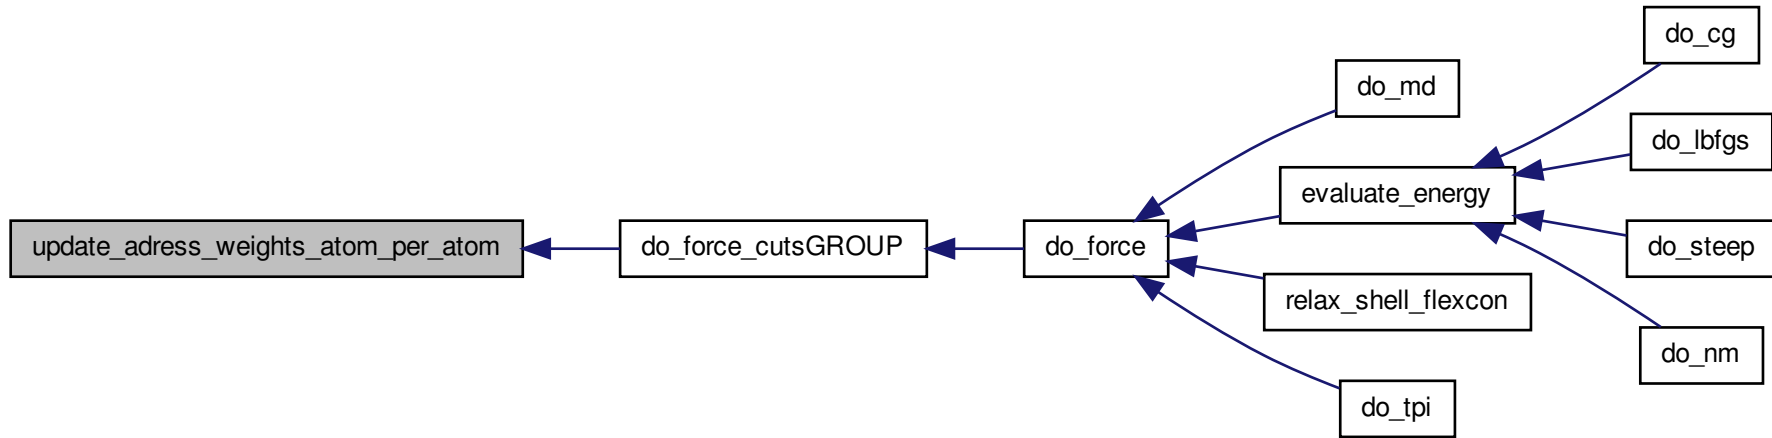 update_adress_weights_atom_per_atom
do_force_cutsGROUP
do_force
do_md
evaluate_energy
relax_shell_flexcon
do_tpi
do_cg
do_lbfgs
do_steep
do_nm